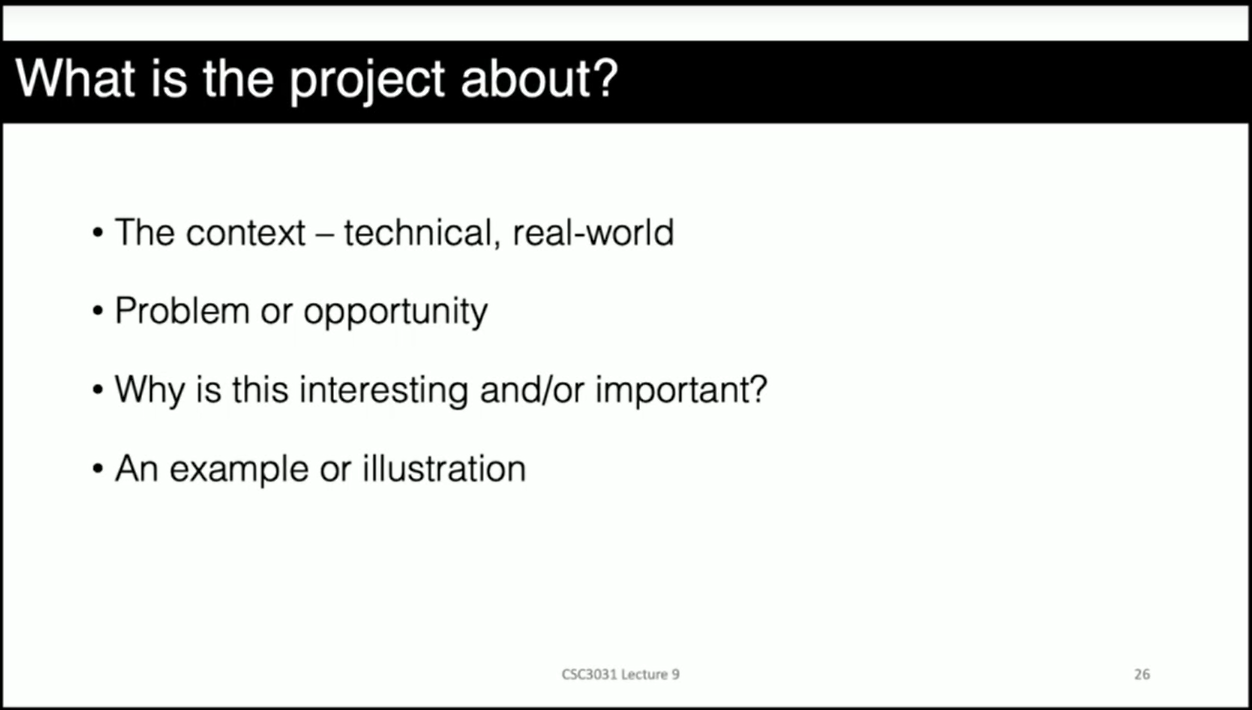 What is the project about?
• The context – technical, real-world
• Problem or opportunity
• Why is this interesting and/or important?
• An example or illustration
CSC3031 Lecture 9
26